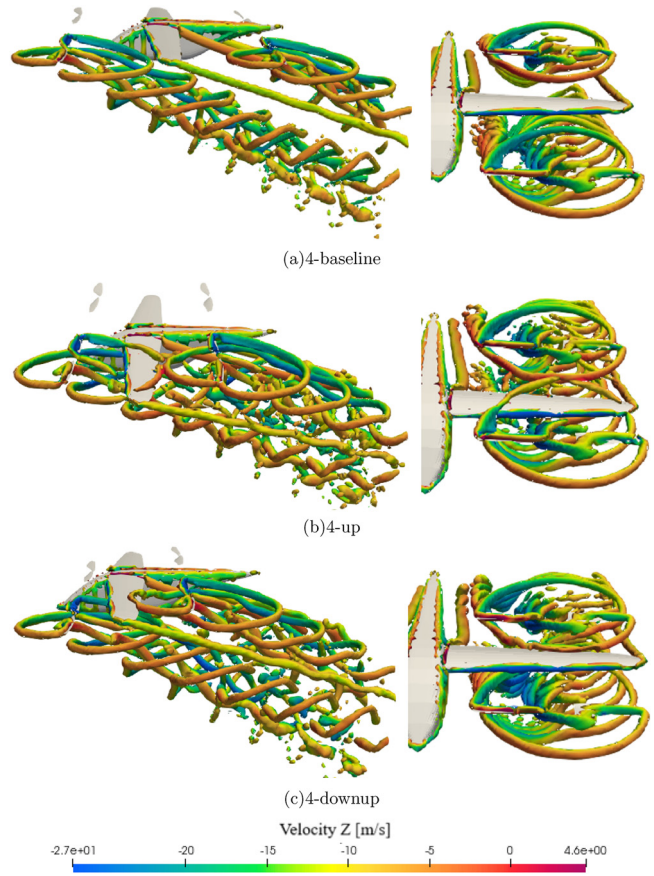 (a)4-baseline
(b)4-up
(c)4-downup
Velocity Z [m/s]
-2.7e+01 -20 -15 -10 -5 0 4.6e+00